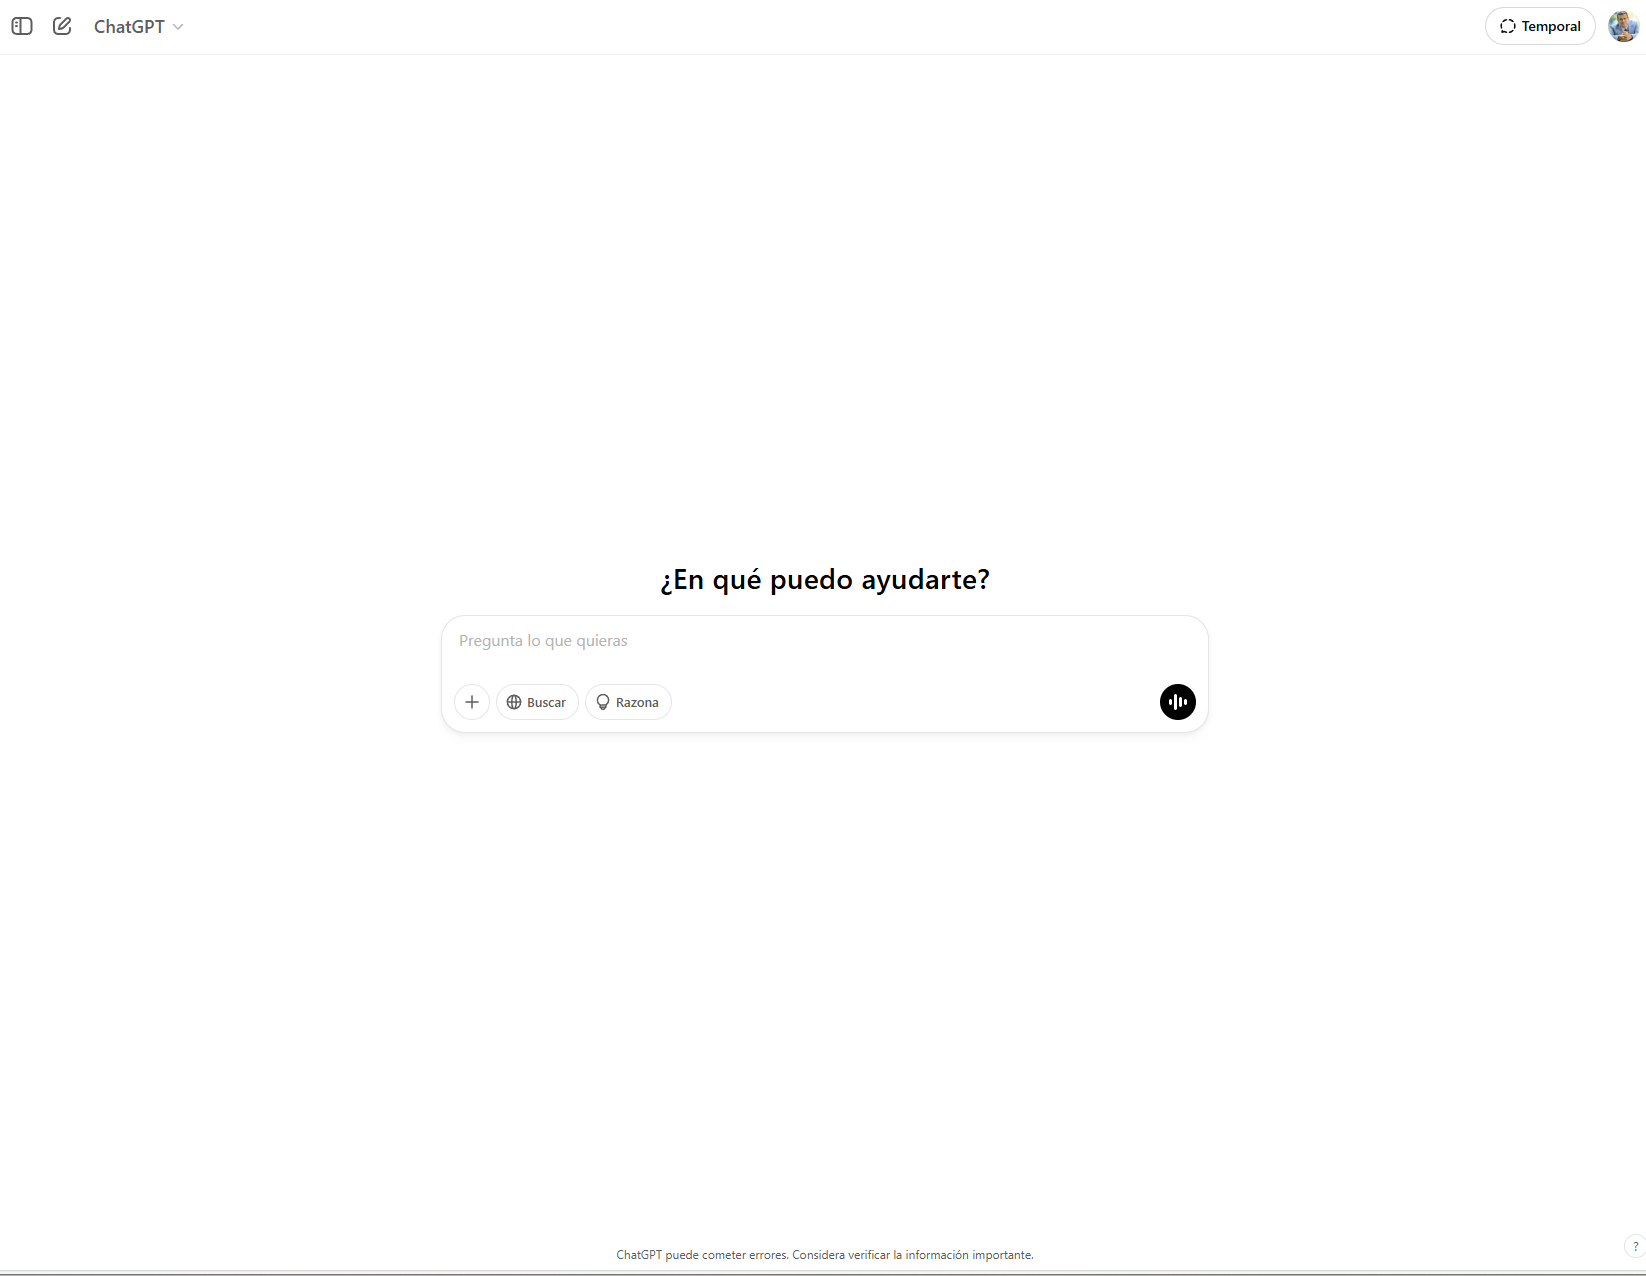 ChatGPT
Temporal
¿En qué puedo ayudarte?
Pregunta lo que quieras
Buscar
Razona
ChatGPT puede cometer errores. Considera verificar la información importante.
?